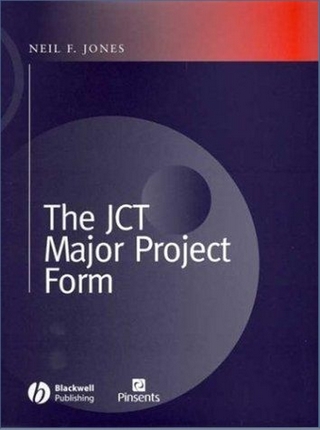 NEIL F. JONES
The JCT
Major Project
Form
Blackwell
Publishing
Pinsents